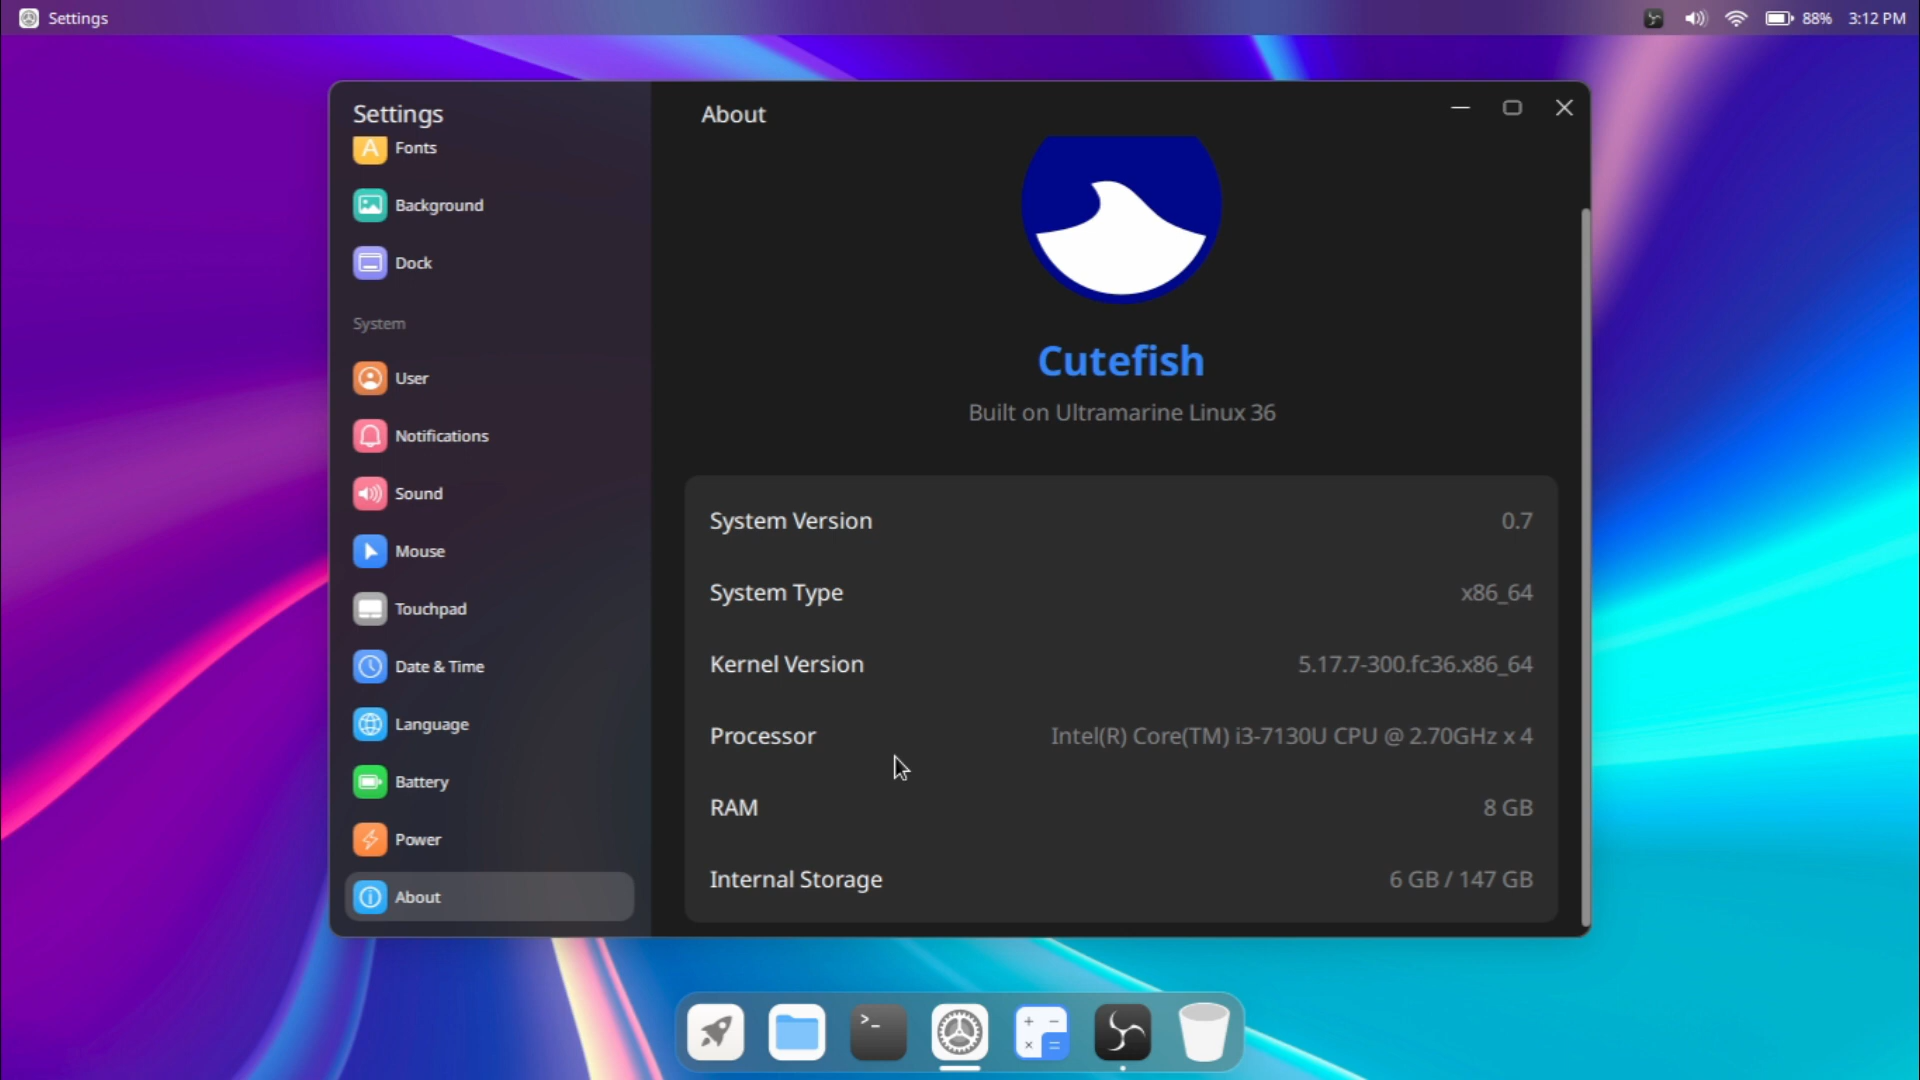 Settings
88% 3:12 PM
Settings
About
Fonts
Background
Dock
System
User
Notifications
Sound
Mouse
Touchpad
Date & Time
Language
Battery
Power
About
Cutefish
Built on Ultramarine Linux 36
System Version 0.7
System Type x86_64
Kernel Version 5.17.7-300.fc36.x86_64
Processor Intel(R) Core(TM) i3-7130U CPU @ 2.70GHz x 4
RAM 8 GB
Internal Storage 6 GB / 147 GB